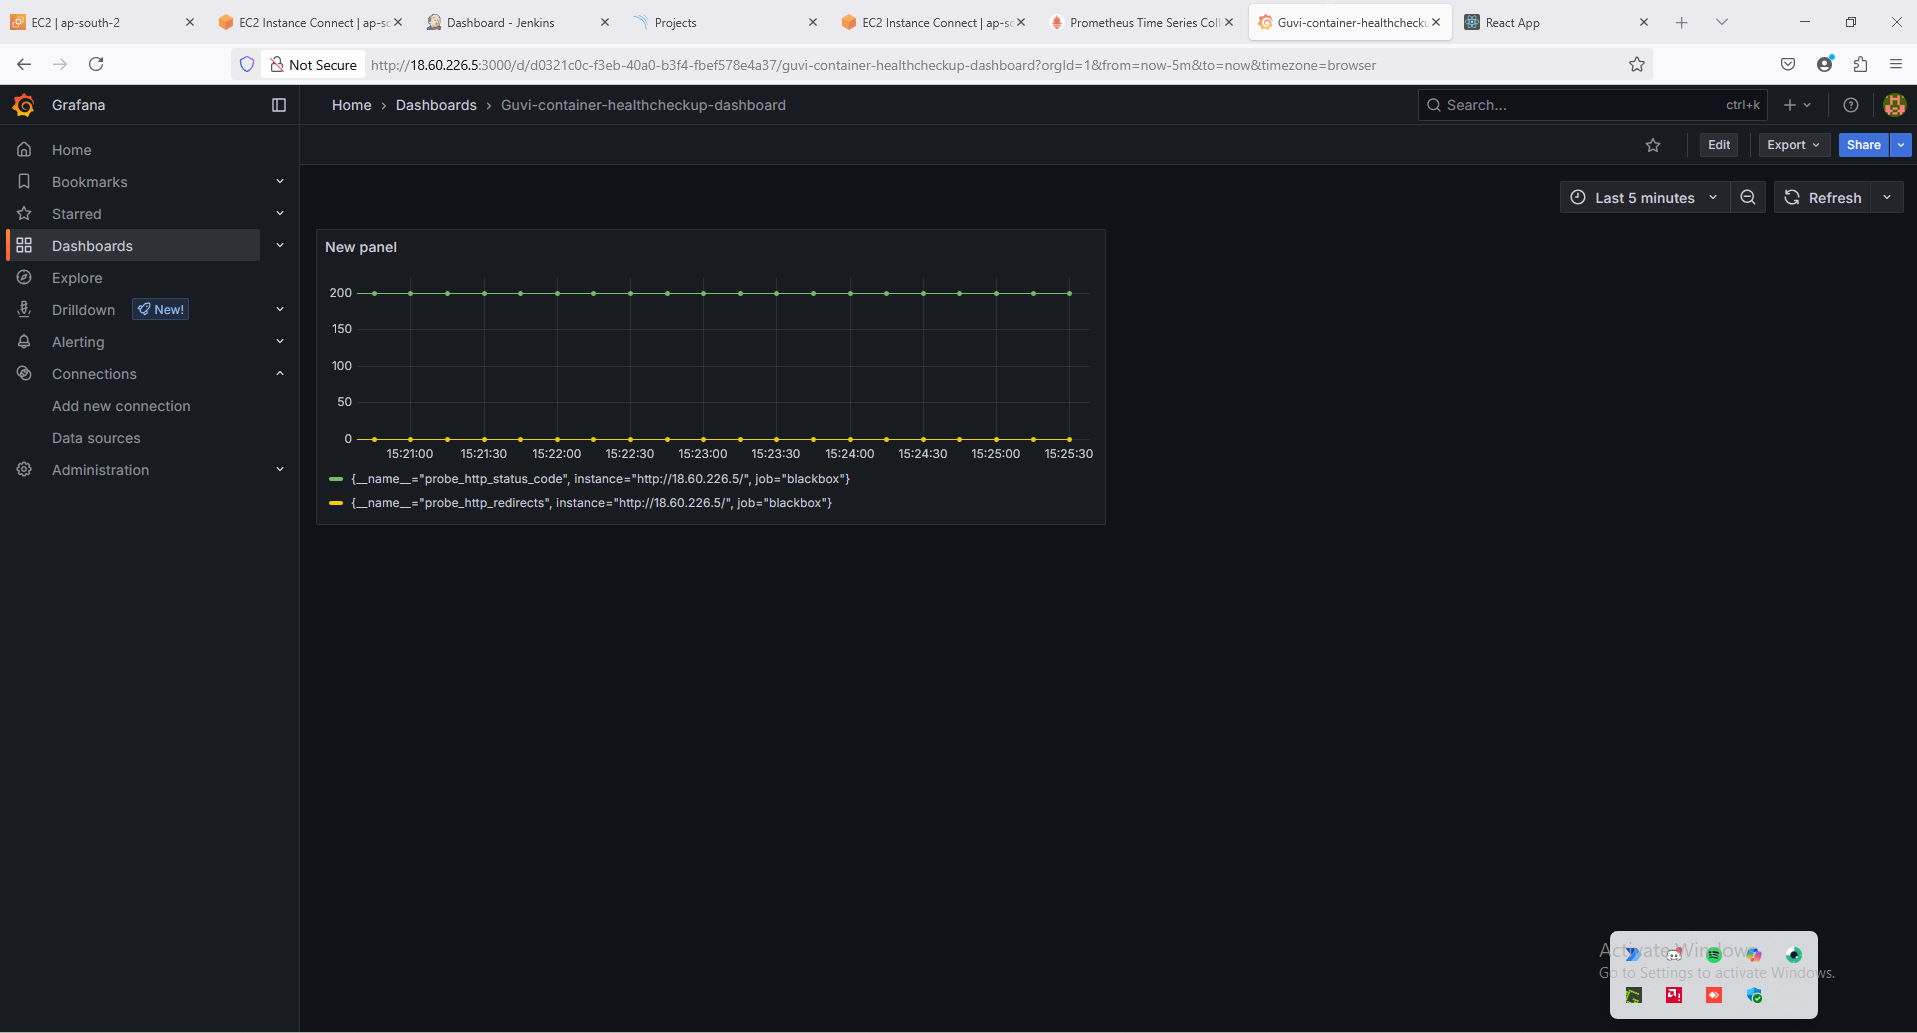 EC2 | ap-south-2
EC2 Instance Connect | ap-sc
Dashboard - Jenkins
Projects
EC2 Instance Connect | ap-sc
Prometheus Time Series Coll
Guvi-container-healthchecku
React App
Not Secure
http://18.60.226.5:3000/d/d0321c0c-f3eb-40a0-b3f4-fbef578e4a37/guvi-container-healthcheckup-dashboard?orgId=1&from=now-5m&to=now&timezone=browser
Grafana
Home › Dashboards › Guvi-container-healthcheckup-dashboard
Search...
ctrl+k
Edit
Export
Share
Home
Bookmarks
Starred
Dashboards
Explore
Drilldown
New!
Alerting
Connections
Add new connection
Data sources
Administration
Last 5 minutes
Refresh
New panel
200
150
100
50
0
15:21:00
15:21:30
15:22:00
15:22:30
15:23:00
15:23:30
15:24:00
15:24:30
15:25:00
15:25:30
{__name__="probe_http_status_code", instance="http://18.60.226.5/", job="blackbox"}
{__name__="probe_http_redirects", instance="http://18.60.226.5/", job="blackbox"}
Activate Windows
Go to Settings to activate Windows.